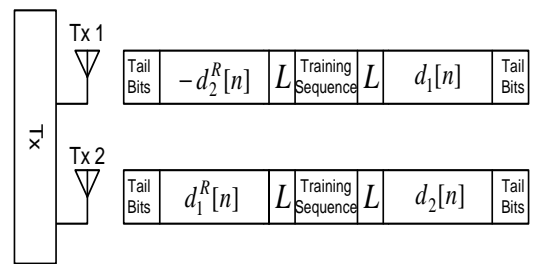 Tx
Tx 1
Tail Bits | $-d_2^R[n]$ | L | Training Sequence | L | $d_1[n]$ | Tail Bits
Tx 2
Tail Bits | $d_1^R[n]$ | L | Training Sequence | L | $d_2[n]$ | Tail Bits